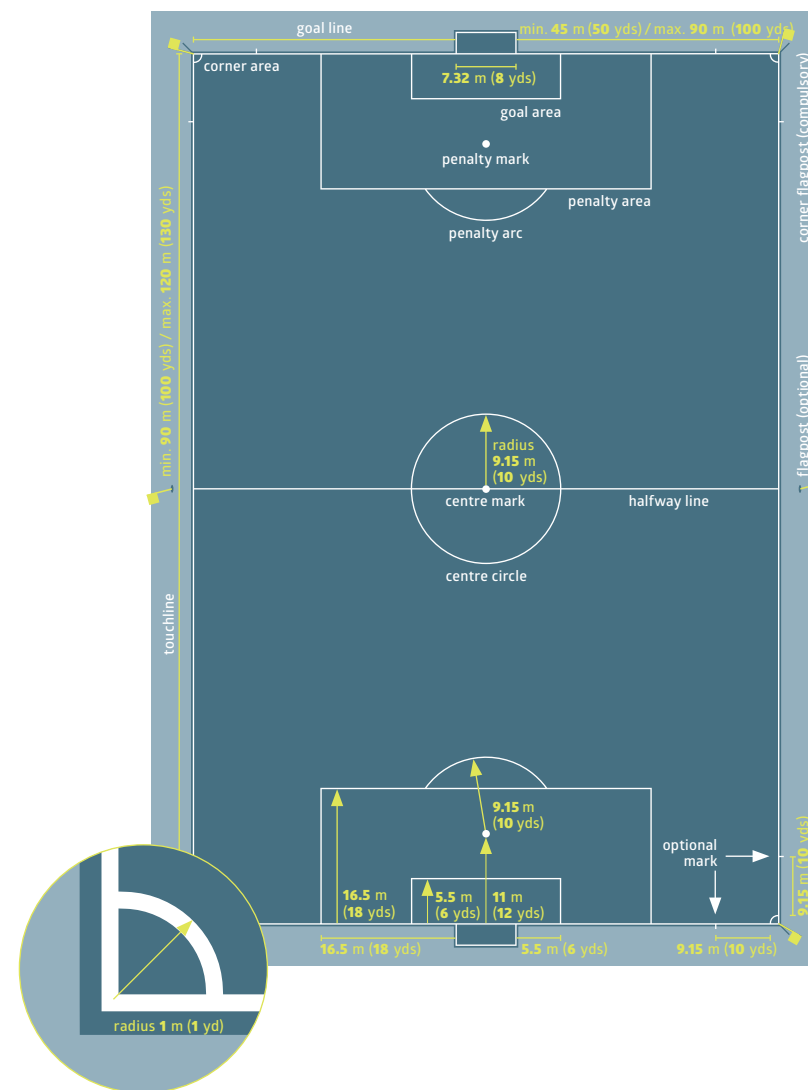 goal line
min. 45 m (50 yds) / max. 90 m (100 yds)
corner area
7.32 m (8 yds)
goal area
penalty mark
penalty area
penalty arc
corner flagpost (compulsory)
min. 90 m (100 yds) / max. 120 m (130 yds)
flagpost (optional)
radius
9.15 m
(10 yds)
centre mark
halfway line
centre circle
touchline
9.15 m
(10 yds)
optional
mark
9.15 m (10 yds)
16.5 m
(18 yds)
5.5 m
(6 yds)
11 m
(12 yds)
16.5 m (18 yds)
5.5 m (6 yds)
9.15 m (10 yds)
radius 1 m (1 yd)